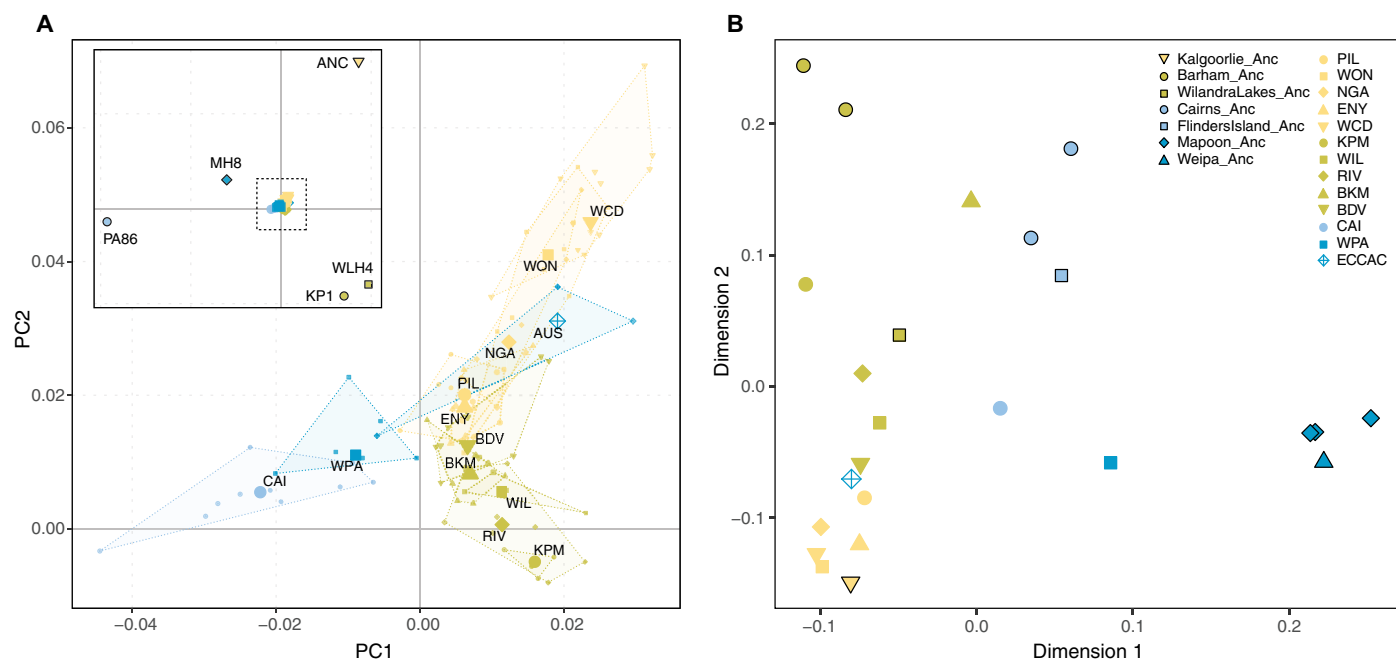 A
ANC
MH8
PA86
WLH4
KP1
WCD
WON
AUS
NGA
PIL
ENY
BDV
BKM
WPA
CAI
WIL
RIV
KPM
0.06
0.04
0.02
0.00
PC2
−0.04
−0.02
0.00
0.02
PC1
B
Kalgoorlie_Anc
Barham_Anc
WilandraLakes_Anc
Cairns_Anc
FlindersIsland_Anc
Mapoon_Anc
Weipa_Anc
PIL
WON
NGA
ENY
WCD
KPM
WIL
RIV
BKM
BDV
CAI
WPA
ECCAC
0.2
0.1
0.0
−0.1
Dimension 2
−0.1
0.0
0.1
0.2
Dimension 1